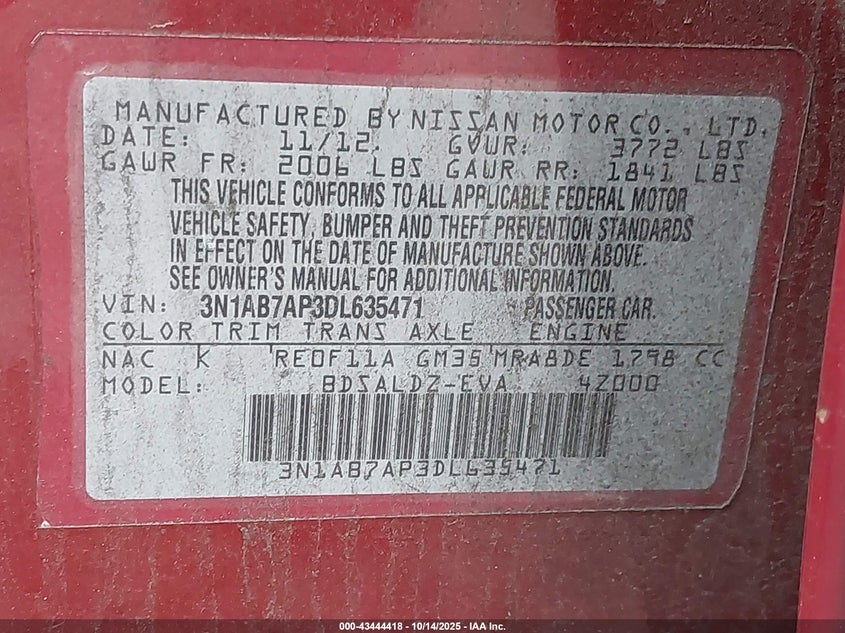 MANUFACTURED BY NISSAN MOTOR CO., LTD.
DATE: 11/12 GVWR: 3772 LBS
GAWR FR: 2006 LBS GAWR RR: 1841 LBS
THIS VEHICLE CONFORMS TO ALL APPLICABLE FEDERAL MOTOR
VEHICLE SAFETY, BUMPER AND THEFT PREVENTION STANDARDS
IN EFFECT ON THE DATE OF MANUFACTURE SHOWN ABOVE.
SEE OWNER'S MANUAL FOR ADDITIONAL INFORMATION.
VIN: 3N1AB7AP3DL635471 PASSENGER CAR.
COLOR TRIM TRANS AXLE ENGINE
NAC K RE0F11A GM35 MRA8DE 1798 CC
MODEL: BDSALDZ-EVA 4Z000
3N1AB7AP3DL635471
000-43444418 - 10/14/2025 - IAA Inc.